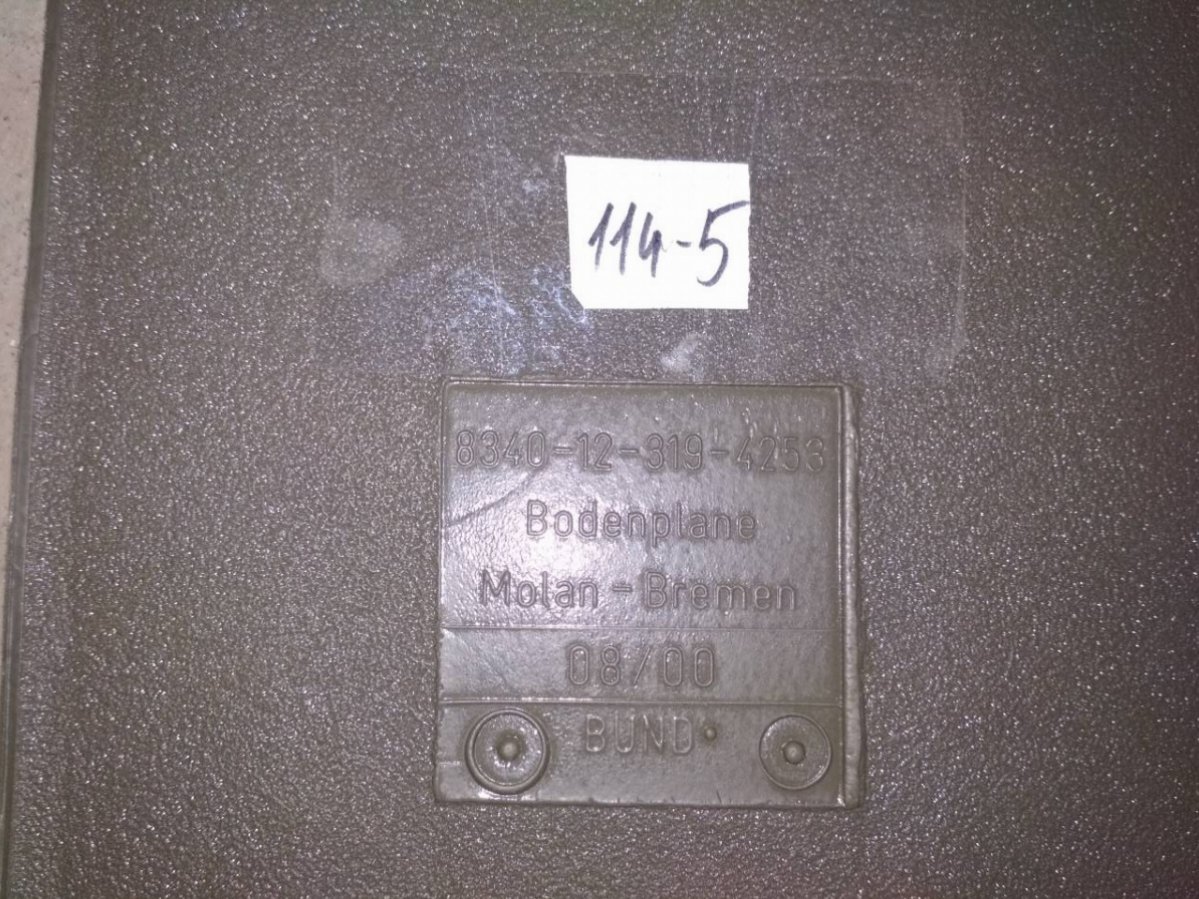 114-5
8340-12-319-4253
Bodenplane
Molan-Bremen
08/00
BUND